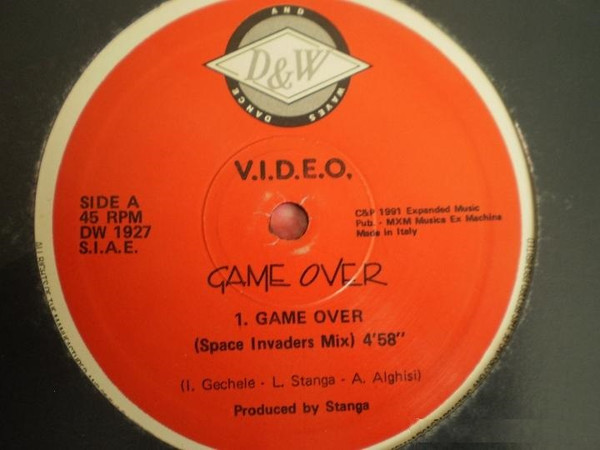 AND
D&W
DANCE
WAVES
V.I.D.E.O.
SIDE A
45 RPM
DW 1927
S.I.A.E.
C&P 1991 Expanded Music
Pub. - MXM Musica Ex Machina
Made in Italy
GAME OVER
1. GAME OVER
(Space Invaders Mix) 4'58"
(I. Gechele - L. Stanga - A. Alghisi)
Produced by Stanga